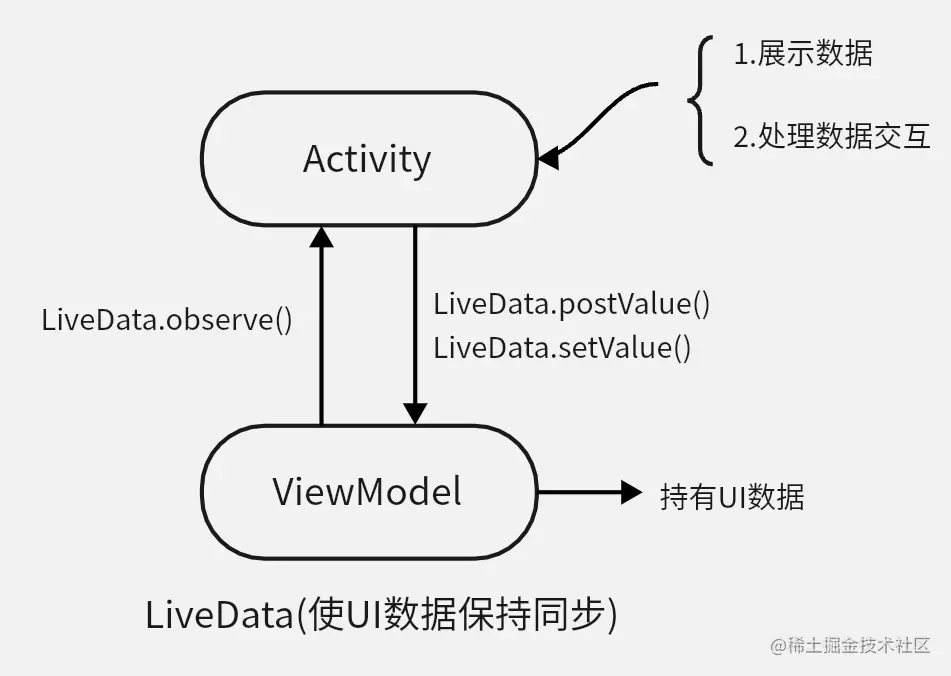 1.展示数据
2.处理数据交互
Activity
LiveData.observe()
LiveData.postValue()
LiveData.setValue()
ViewModel
持有UI数据
LiveData(使UI数据保持同步)
@稀土掘金技术社区